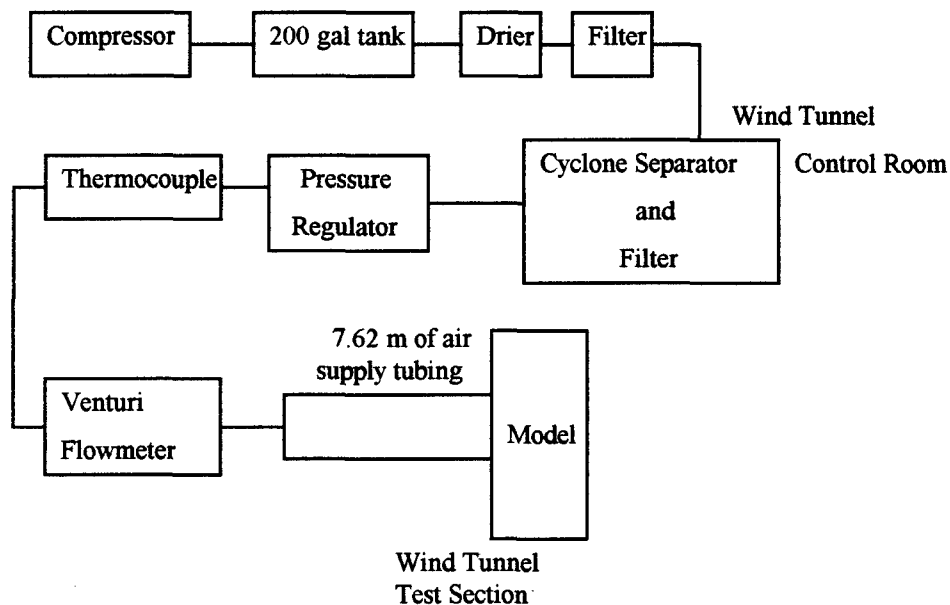 Compressor
200 gal tank
Drier
Filter
Wind Tunnel
Control Room
Cyclone Separator
and
Filter
Pressure
Regulator
Thermocouple
Venturi
Flowmeter
7.62 m of air
supply tubing
Model
Wind Tunnel
Test Section